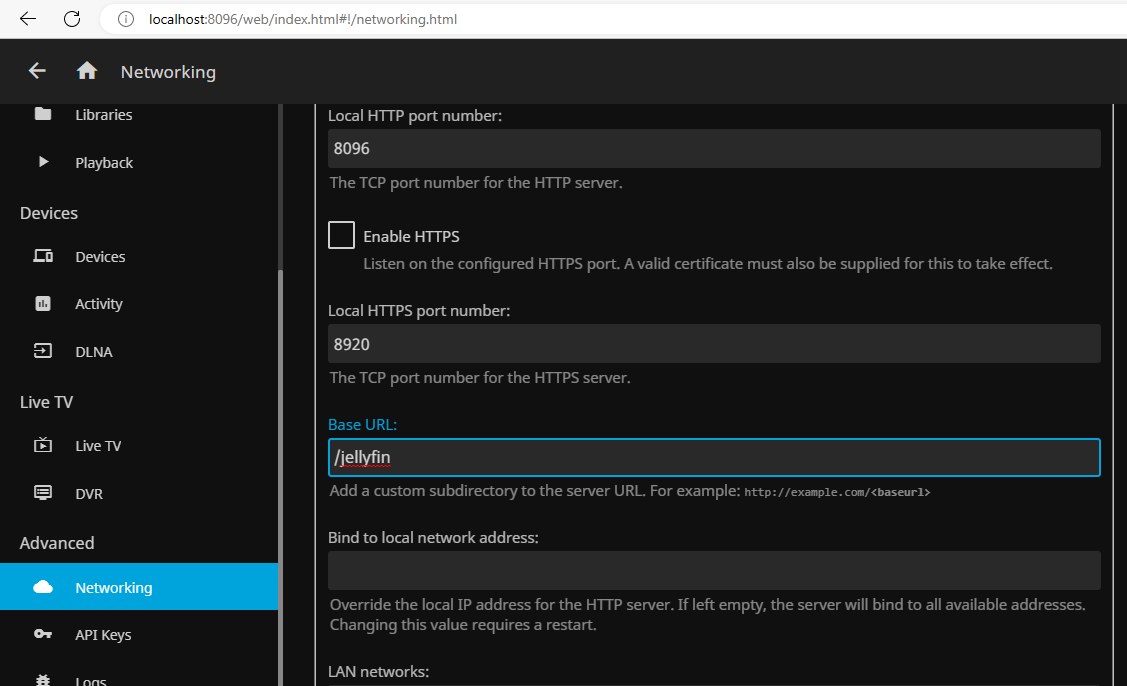 localhost:8096/web/index.html#!/networking.html
Networking
Libraries
Playback
Devices
Devices
Activity
DLNA
Live TV
Live TV
DVR
Advanced
Networking
API Keys
Logs
Local HTTP port number:
8096
The TCP port number for the HTTP server.
Enable HTTPS
Listen on the configured HTTPS port. A valid certificate must also be supplied for this to take effect.
Local HTTPS port number:
8920
The TCP port number for the HTTPS server.
Base URL:
/jellyfin
Add a custom subdirectory to the server URL. For example: http://example.com/<baseurl>
Bind to local network address:
Override the local IP address for the HTTP server. If left empty, the server will bind to all available addresses.
Changing this value requires a restart.
LAN networks: